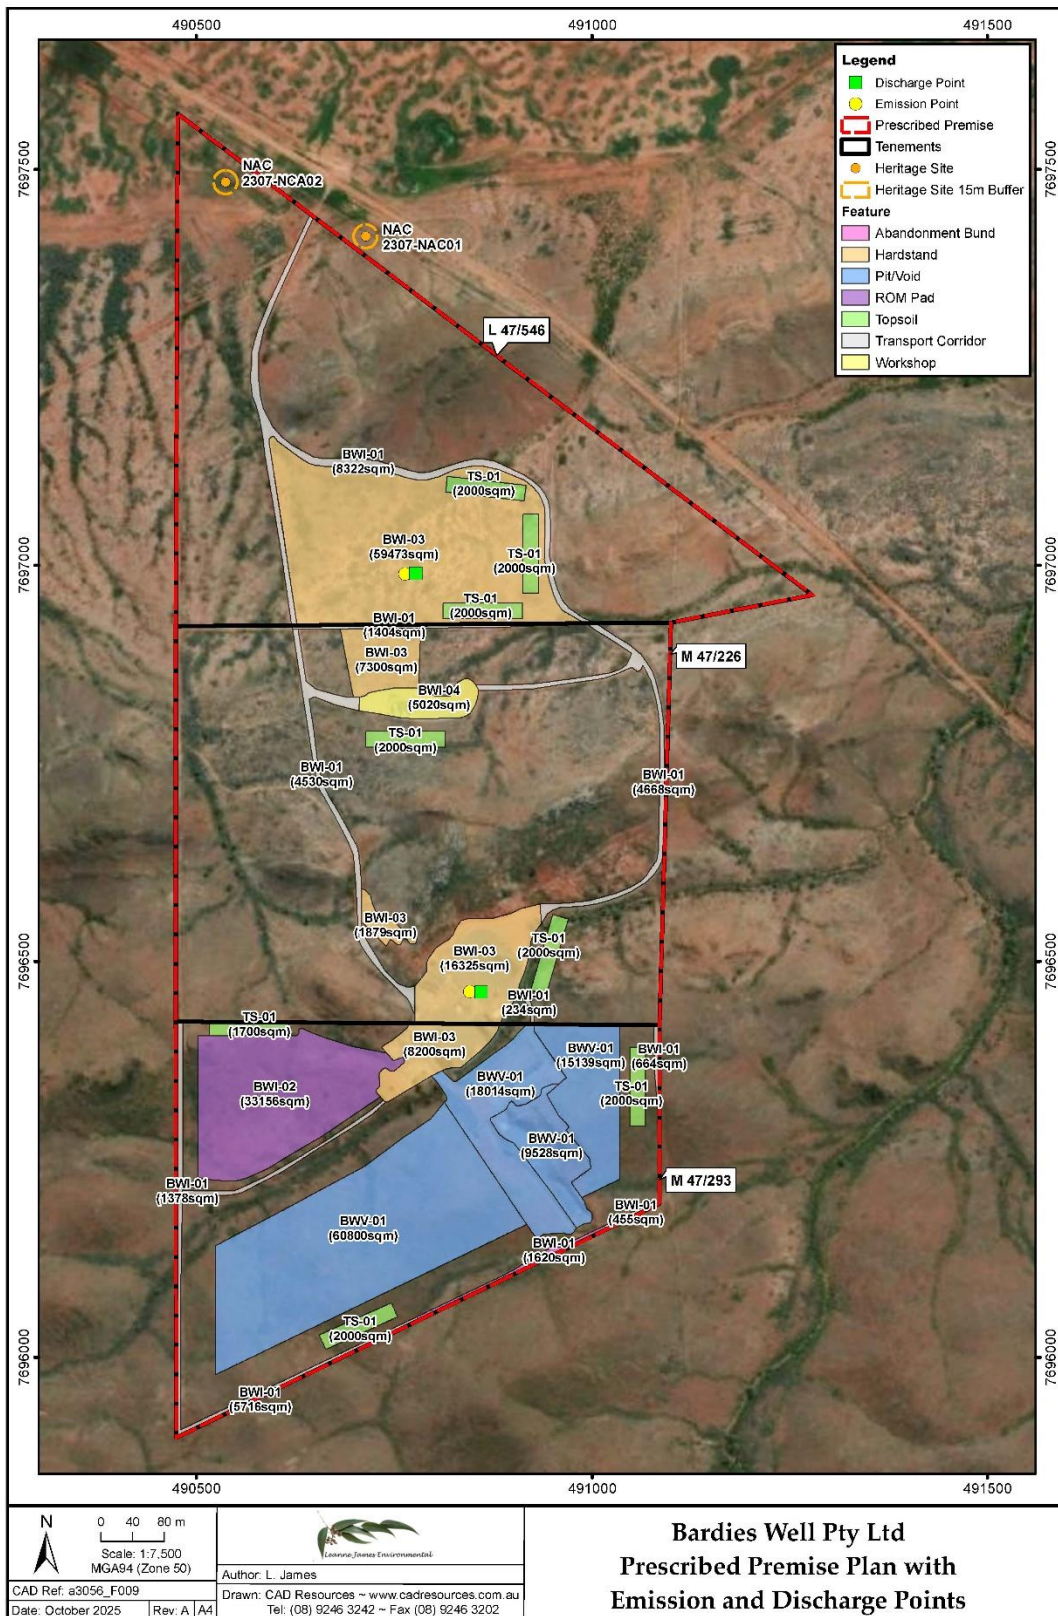 490500
491000
491500
7697500
7697500
Legend
Discharge Point
Emission Point
Prescribed Premise
Tenements
Heritage Site
Heritage Site 15m Buffer
Feature
Abandonment Bund
Hardstand
Pit/Void
ROM Pad
Topsoil
Transport Corridor
Workshop
NAC
2307-NCA02
NAC
2307-NAC01
L 47/546
BWI-01
(8322sqm)
TS-01
(2000sqm)
BWI-03
(59473sqm)
TS-01
(2000sqm)
7697000
7697000
TS-01
(2000sqm)
BWI-01
(1404sqm)
BWI-03
(7300sqm)
M 47/226
BWI-04
(5020sqm)
TS-01
(2000sqm)
BWI-01
(4530sqm)
BWI-01
(4668sqm)
BWI-03
(1879sqm)
BWI-03
(16325sqm)
TS-01
(2000sqm)
7696500
7696500
BWI-01
(234sqm)
TS-01
(1700sqm)
BWI-03
(8200sqm)
BWV-01
(15139sqm)
BWI-01
(664sqm)
BWI-02
(33156sqm)
BWV-01
(18014sqm)
TS-01
(2000sqm)
BWV-01
(9528sqm)
BWI-01
(1378sqm)
M 47/293
BWV-01
(60800sqm)
BWI-01
(455sqm)
BWI-01
(1620sqm)
TS-01
(2000sqm)
7696000
7696000
BWI-01
(5716sqm)
490500
491000
491500
N
0 40 80 m
Scale: 1:7,500
MGA94 (Zone 50)
CAD Ref: a3056_F009
Date: October 2025
Rev: A
A4
Leanne James Environmental
Author: L. James
Drawn: CAD Resources ~ www.cadresources.com.au
Tel: (08) 9246 3242 ~ Fax (08) 9246 3202
Bardies Well Pty Ltd
Prescribed Premise Plan with
Emission and Discharge Points